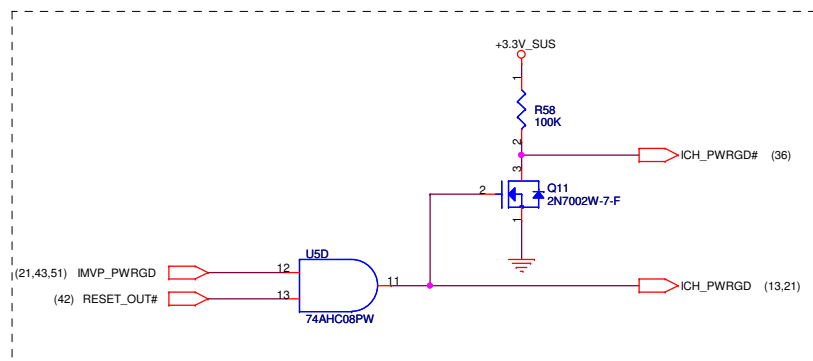 +3.3V_SUS
1
R58
100K
2
ICH_PWRGD# (36)
3
2
Q11
2N7002W-7-F
1
U5D
(21,43,51) IMVP_PWRGD
12
11
ICH_PWRGD (13,21)
(42) RESET_OUT#
13
74AHC08PW